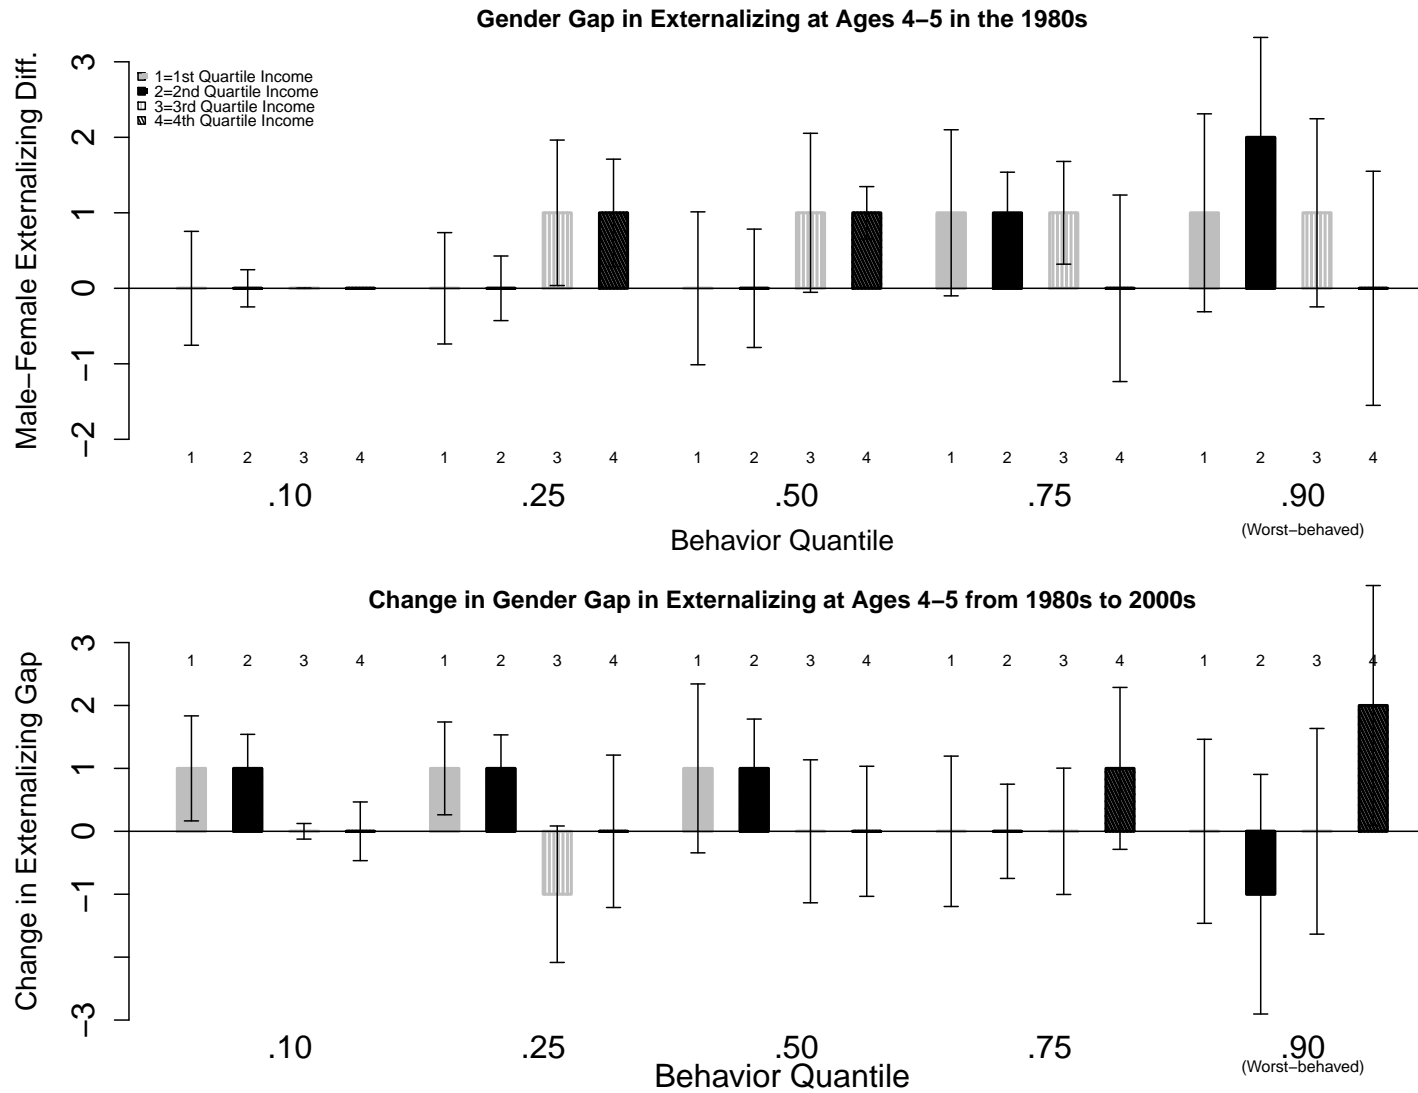 Gender Gap in Externalizing at Ages 4−5 in the 1980s
Male−Female Externalizing Diff.
3
2
1
0
−1
−2
1=1st Quartile Income
2=2nd Quartile Income
3=3rd Quartile Income
4=4th Quartile Income
1 2 3 4 1 2 3 4 1 2 3 4 1 2 3 4 1 2 3 4
.10 .25 .50 .75 .90
(Worst−behaved)
Behavior Quantile
Change in Gender Gap in Externalizing at Ages 4−5 from 1980s to 2000s
Change in Externalizing Gap
3
2
1
0
−1
−3
1 2 3 4 1 2 3 4 1 2 3 4 1 2 3 4 1 2 3 4
.10 .25 .50 .75 .90
(Worst−behaved)
Behavior Quantile